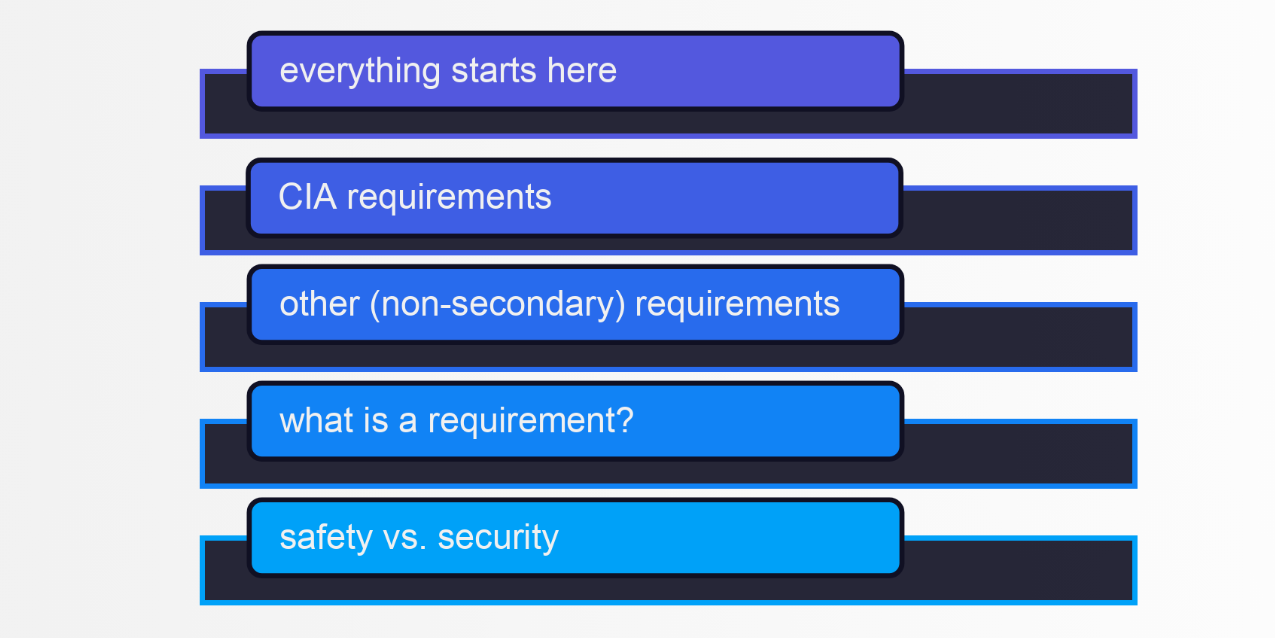 everything starts here
CIA requirements
other (non-secondary) requirements
what is a requirement?
safety vs. security